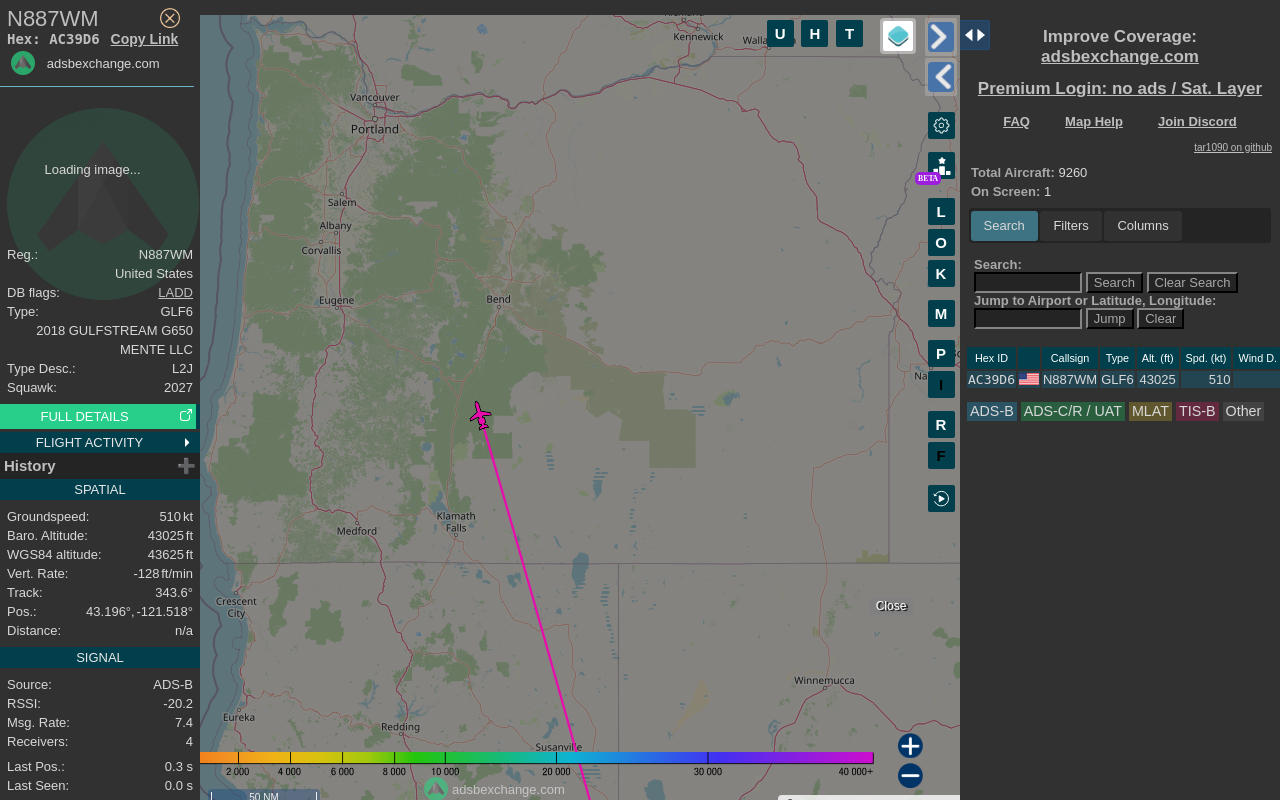 N887WM
Hex: AC39D6 Copy Link
adsbexchange.com
Loading image...
Reg.: N887WM
United States
DB flags: LADD
Type: GLF6
2018 GULFSTREAM G650
MENTE LLC
Type Desc.: L2J
Squawk: 2027
FULL DETAILS
FLIGHT ACTIVITY
History
SPATIAL
Groundspeed: 510 kt
Baro. Altitude: 43025 ft
WGS84 altitude: 43625 ft
Vert. Rate: -128 ft/min
Track: 343.6°
Pos.: 43.196°, -121.518°
Distance: n/a
SIGNAL
Source: ADS-B
RSSI: -20.2
Msg. Rate: 7.4
Receivers: 4
Last Pos.: 0.3 s
Last Seen: 0.0 s
Kennewick
Vancouver
Portland
Salem
Albany
Corvallis
Eugene
Bend
Klamath
Falls
Medford
Crescent
City
Winnemucca
Eureka
Redding
Susanville
U H T
BETA
L
O
K
M
P
I
R
F
Close
2 000 4 000 6 000 8 000 10 000 20 000 30 000 40 000+
adsbexchange.com
50 NM
Improve Coverage:
adsbexchange.com
Premium Login: no ads / Sat. Layer
FAQ Map Help Join Discord
tar1090 on github
Total Aircraft: 9260
On Screen: 1
Search Filters Columns
Search:
Search Clear Search
Jump to Airport or Latitude, Longitude:
Jump Clear
Hex ID Callsign Type Alt. (ft) Spd. (kt) Wind D.
AC39D6 N887WM GLF6 43025 510
ADS-B ADS-C/R / UAT MLAT TIS-B Other